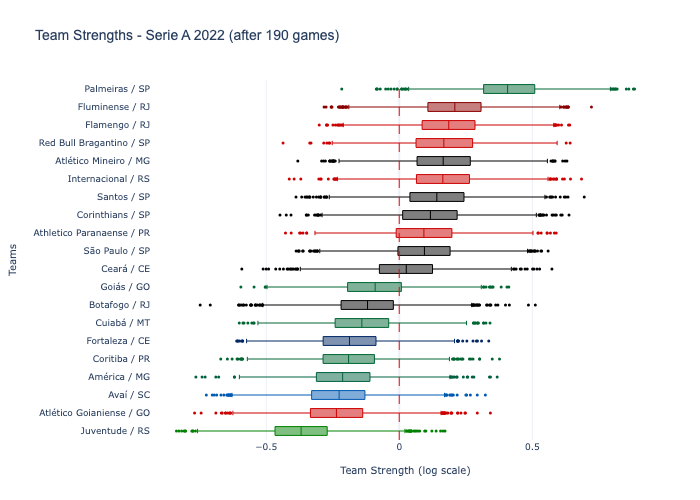 Team Strengths - Serie A 2022 (after 190 games)
Palmeiras / SP
Fluminense / RJ
Flamengo / RJ
Red Bull Bragantino / SP
Atlético Mineiro / MG
Internacional / RS
Santos / SP
Corinthians / SP
Athletico Paranaense / PR
São Paulo / SP
Ceará / CE
Goiás / GO
Botafogo / RJ
Cuiabá / MT
Fortaleza / CE
Coritiba / PR
América / MG
Avaí / SC
Atlético Goianiense / GO
Juventude / RS
Teams
−0.5 0 0.5
Team Strength (log scale)